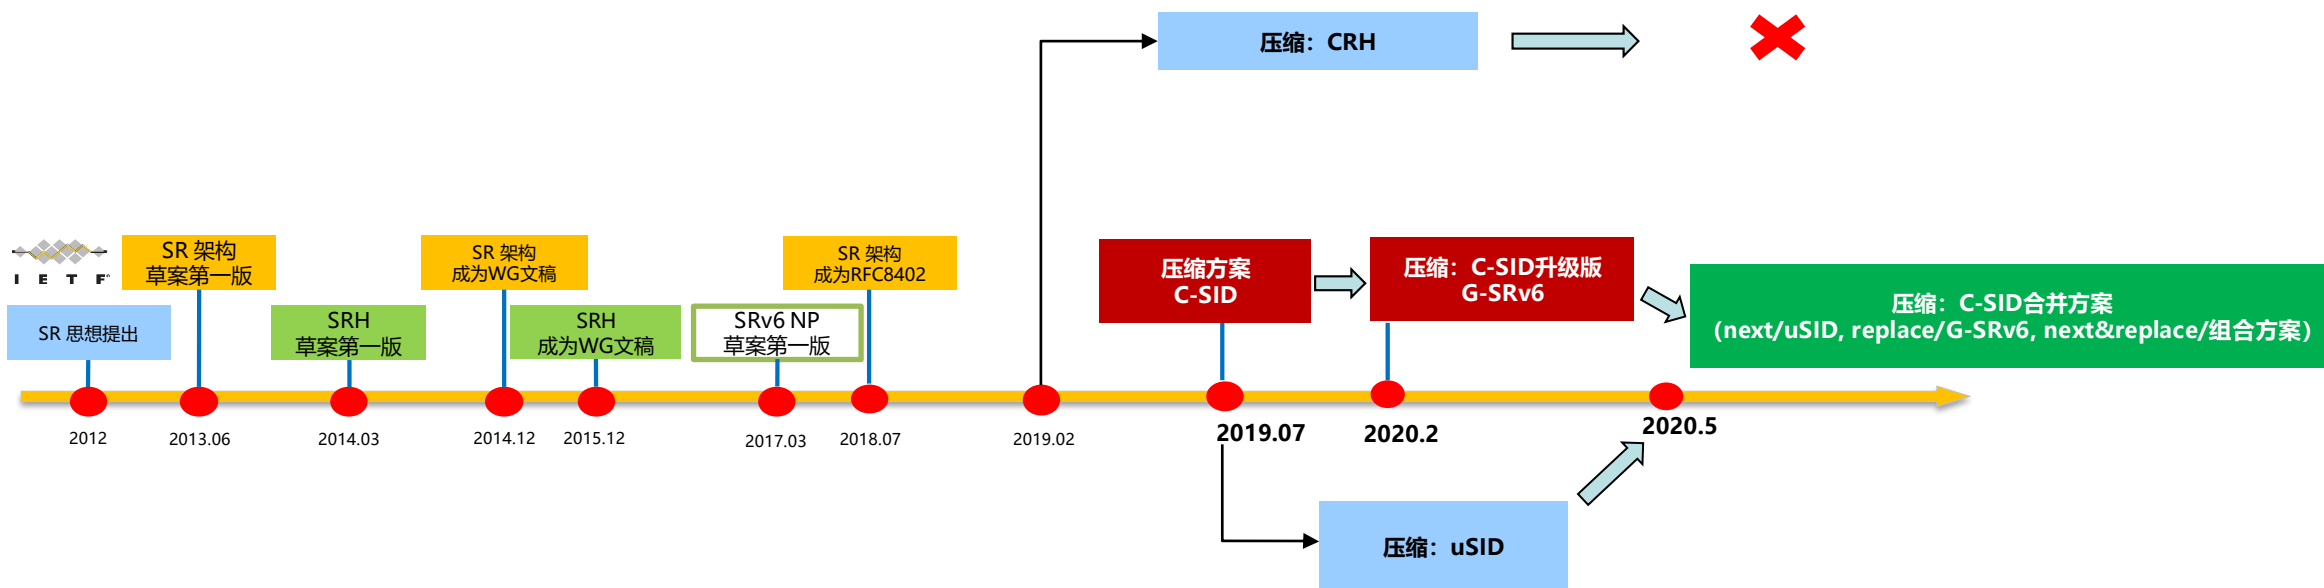 压缩：CRH
I E T F
SR 思想提出
SR 架构
草案第一版
SRH
草案第一版
SR 架构
成为WG文稿
SRH
成为WG文稿
SRv6 NP
草案第一版
SR 架构
成为RFC8402
压缩方案
C-SID
压缩：C-SID升级版
G-SRv6
压缩：C-SID合并方案
(next/uSID, replace/G-SRv6, next&replace/组合方案）
2012
2013.06
2014.03
2014.12
2015.12
2017.03
2018.07
2019.02
2019.07
2020.2
2020.5
压缩：uSID